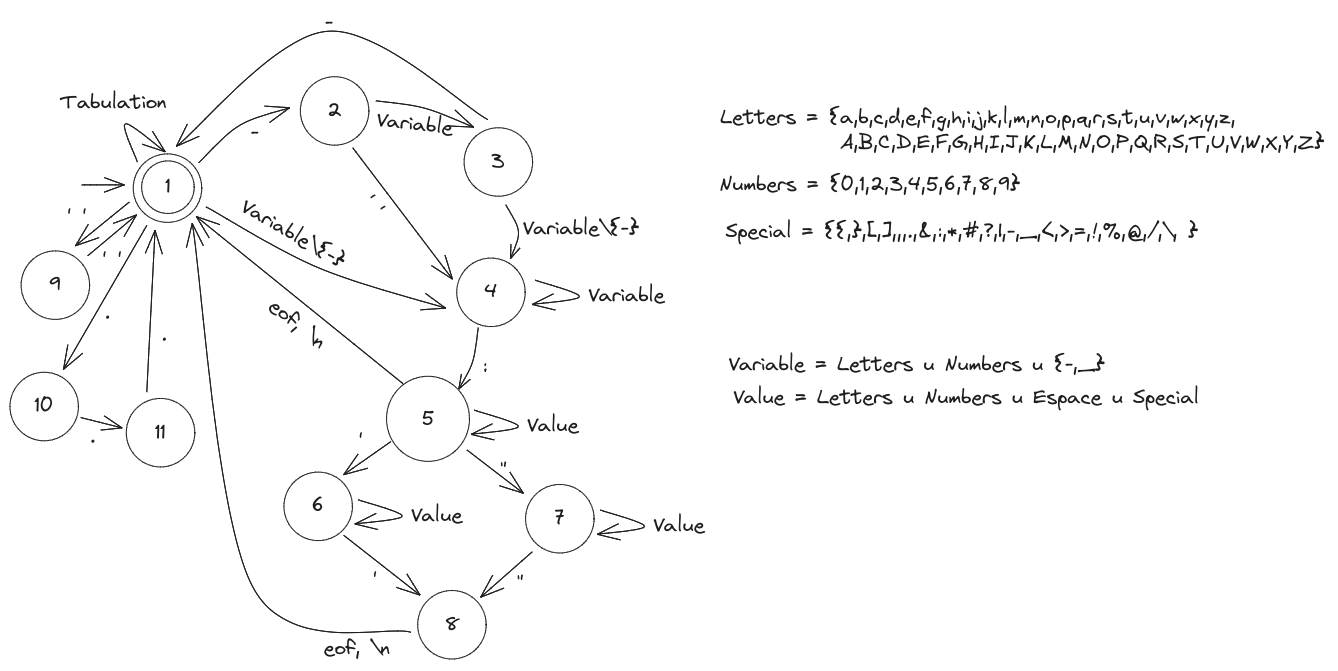 -
Tabulation
2
Variable
-
3
1
' '
Variable\{-}
' '
Variable\{-}
' '
9
4
Variable
eof, \n
.
.
:
10
11
.
5
Value
'
"
6
Value
7
Value
'
"
8
eof, \n
Letters = {a,b,c,d,e,f,g,h,i,j,k,l,m,n,o,p,q,r,s,t,u,v,w,x,y,z,
A,B,C,D,E,F,G,H,I,J,K,L,M,N,O,P,Q,R,S,T,U,V,W,X,Y,Z}
Numbers = {0,1,2,3,4,5,6,7,8,9}
Special = {{,},[,],,,.,&,:,*,#,?,|,-,_,<,>,=,!,%,@,/,\, }
Variable = Letters u Numbers u {-,_}
Value = Letters u Numbers u Espace u Special